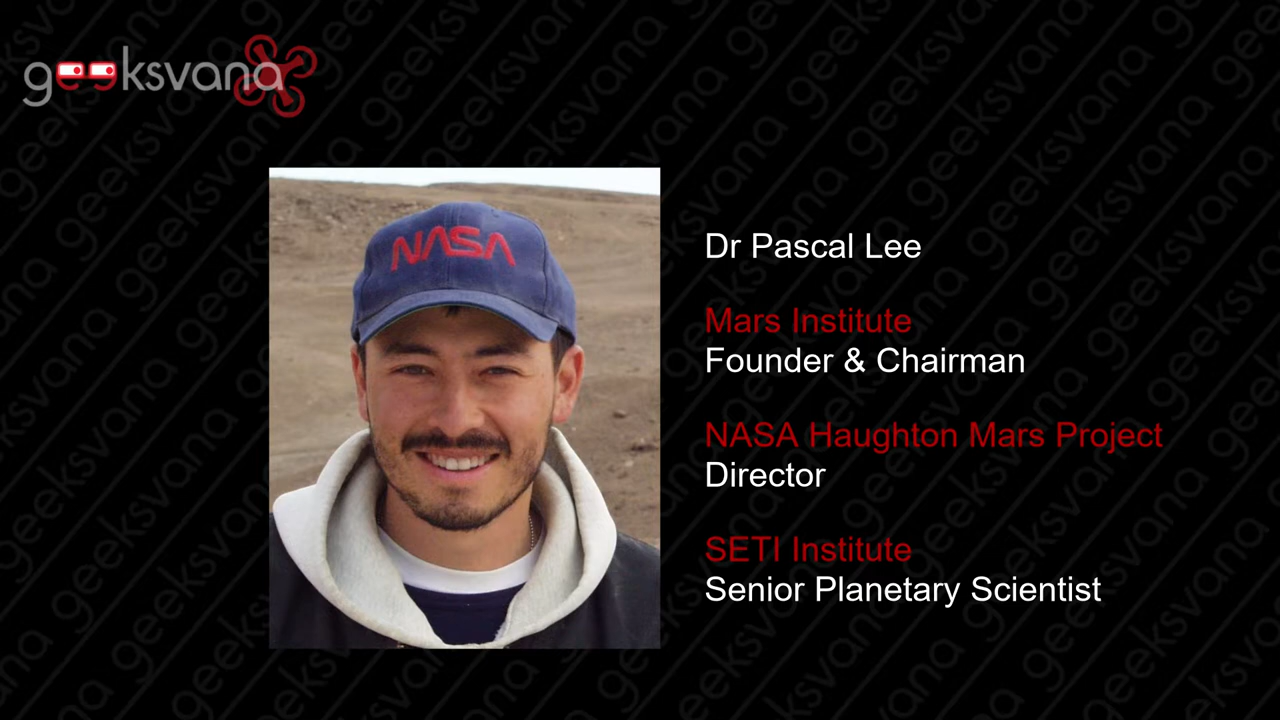 geeksvana
NASA
Dr Pascal Lee
Mars Institute
Founder & Chairman
NASA Haughton Mars Project
Director
SETI Institute
Senior Planetary Scientist